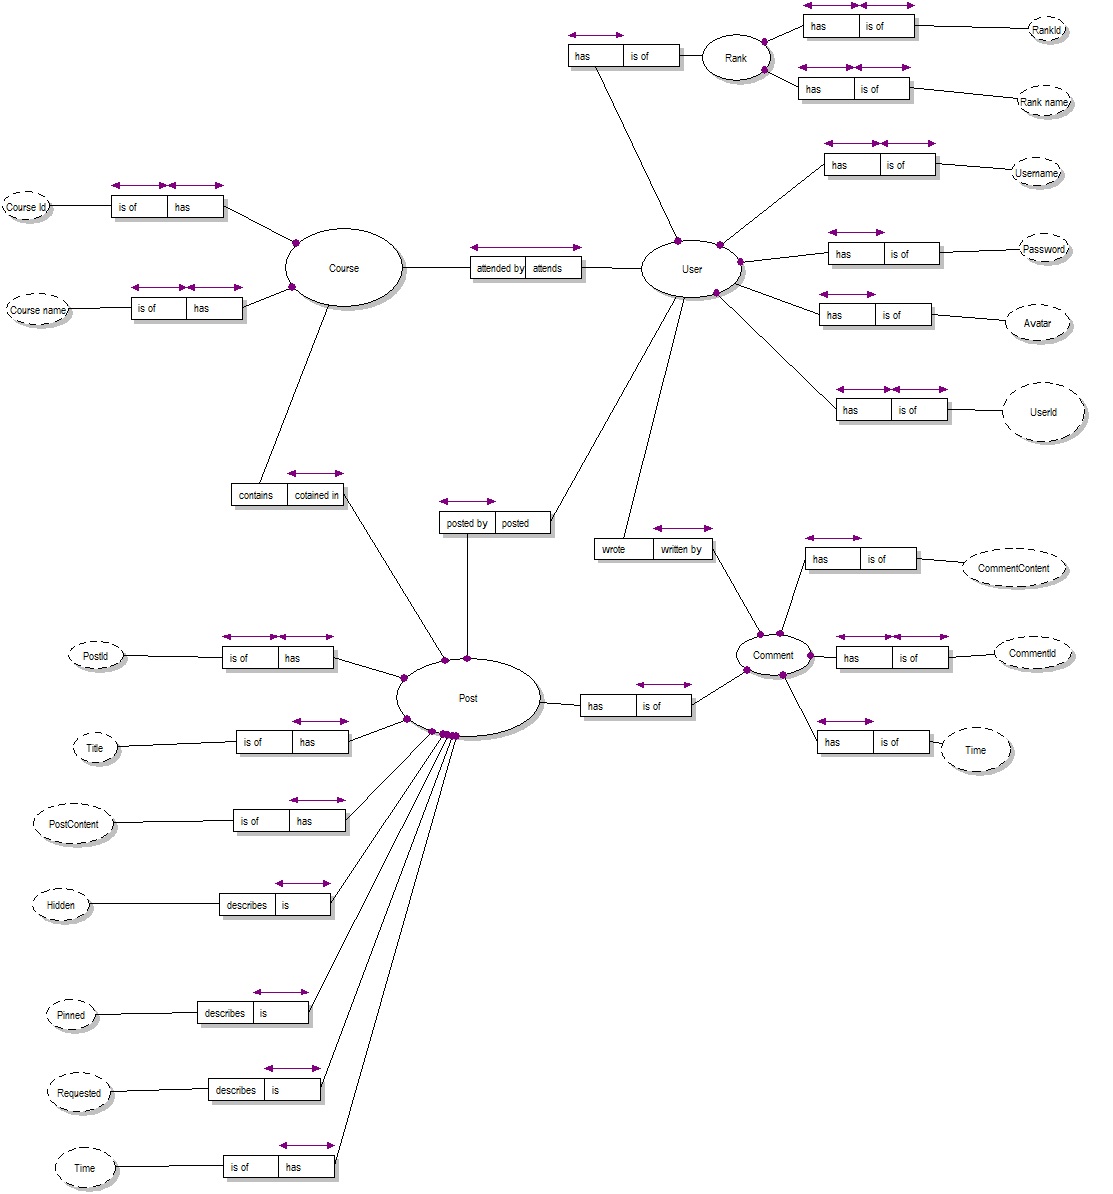 has
is of
RankId
has
is of
Rank
has
is of
Rank name
has
is of
Username
Course Id
is of
has
Course
attended by
attends
User
has
is of
Password
Course name
is of
has
has
is of
Avatar
has
is of
UserId
contains
cotained in
posted by
posted
wrote
written by
has
is of
CommentContent
PostId
is of
has
Comment
has
is of
CommentId
Post
has
is of
Title
is of
has
has
is of
Time
PostContent
is of
has
Hidden
describes
is
Pinned
describes
is
Requested
describes
is
Time
is of
has